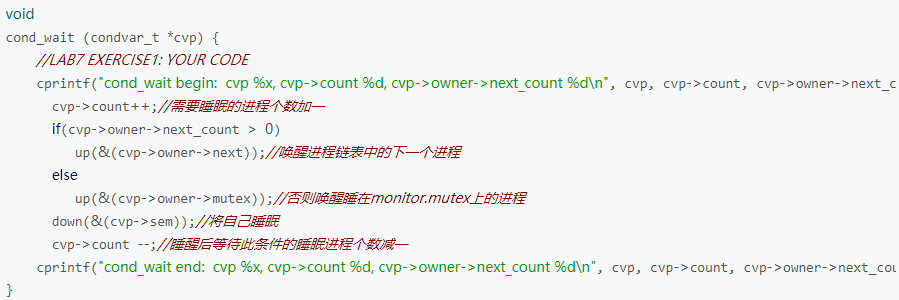 void
cond_wait (condvar_t *cvp) {
//LAB7 EXERCISE1: YOUR CODE
cprintf("cond_wait begin:  cvp %x, cvp->count %d, cvp->owner->next_count %d\n", cvp, cvp->count, cvp->owner->next_c
cvp->count++;//需要睡眠的进程个数加一
if(cvp->owner->next_count > 0)
up(&(cvp->owner->next));//唤醒进程链表中的下一个进程
else
up(&(cvp->owner->mutex));//否则唤醒睡在monitor.mutex上的进程
down(&(cvp->sem));//将自己睡眠
cvp->count --;//睡醒后等待此条件的睡眠进程个数减一
cprintf("cond_wait end:  cvp %x, cvp->count %d, cvp->owner->next_count %d\n", cvp, cvp->count, cvp->owner->next_cou
}